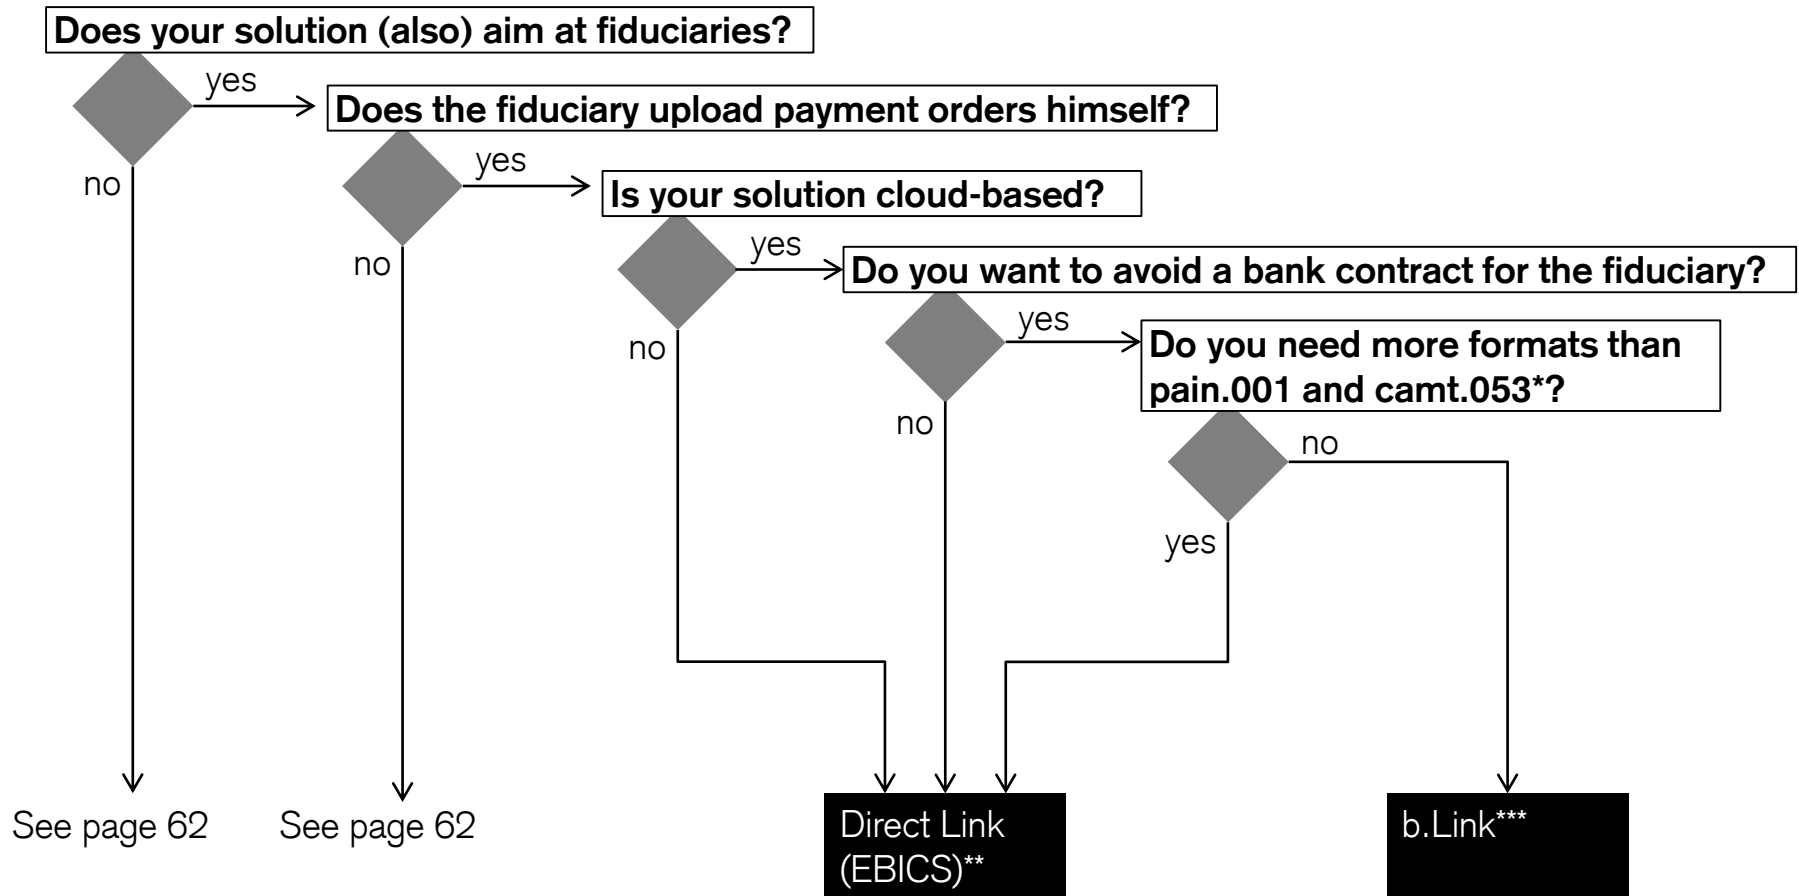 Does your solution (also) aim at fiduciaries?
yes
no
Does the fiduciary upload payment orders himself?
yes
no
Is your solution cloud-based?
yes
no
Do you want to avoid a bank contract for the fiduciary?
yes
no
Do you need more formats than
pain.001 and camt.053*?
no
yes
See page 62
See page 62
Direct Link
(EBICS)**
b.Link***